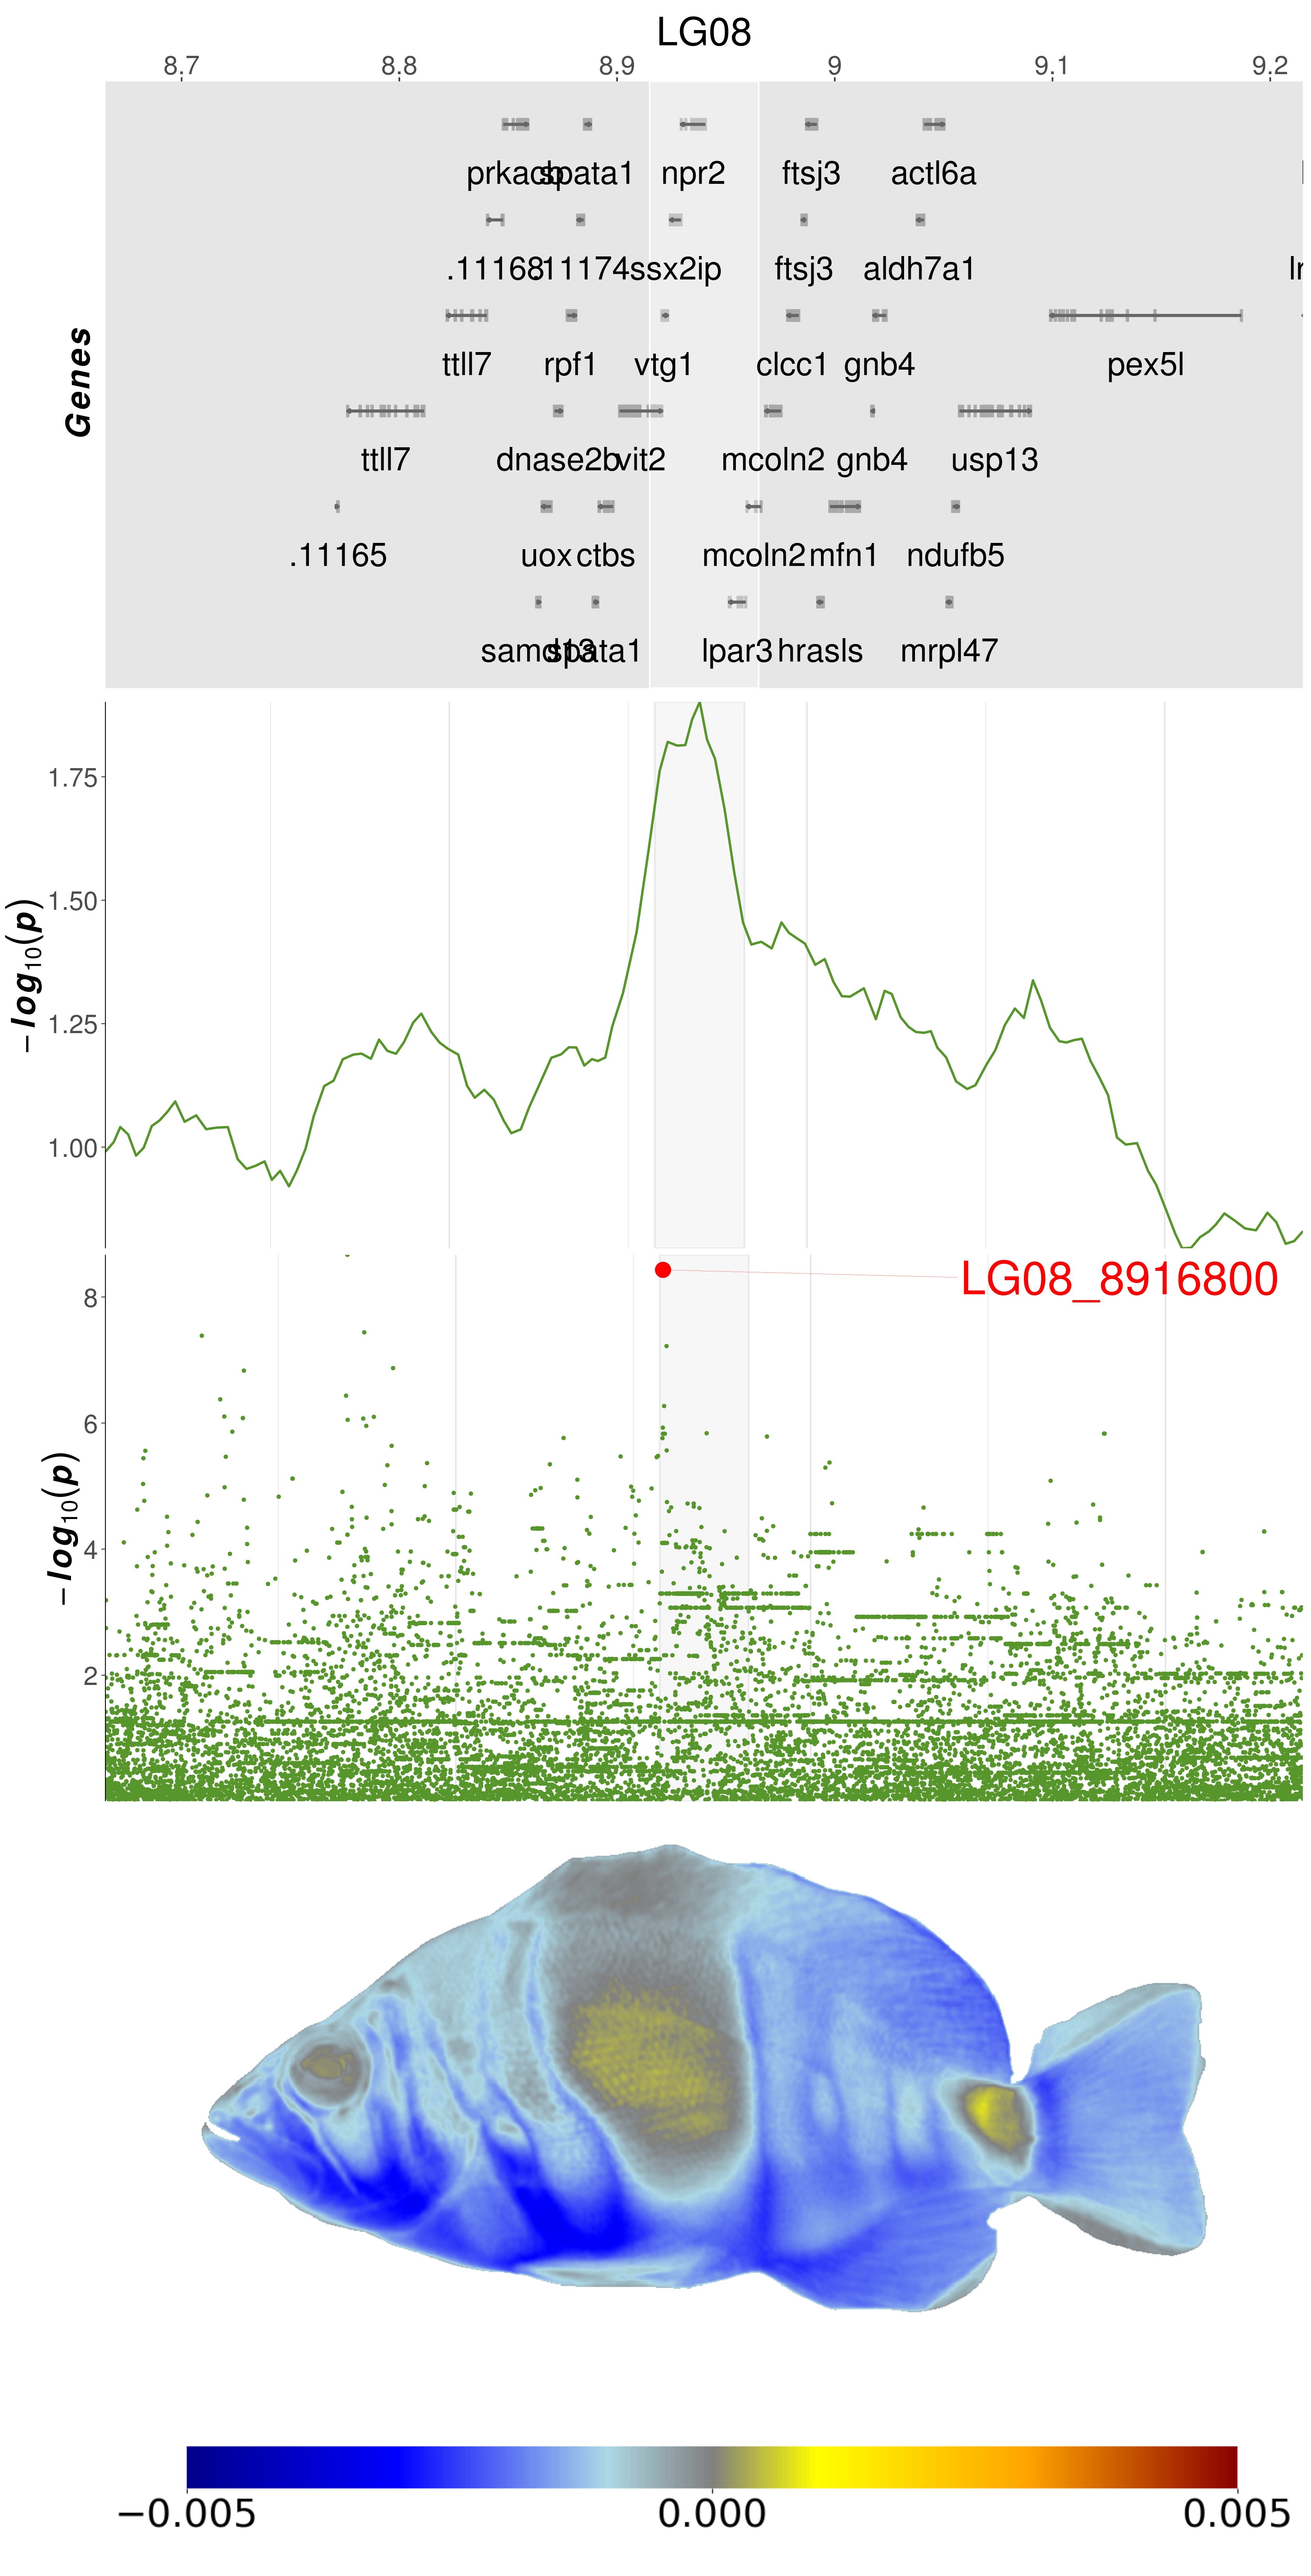 LG08
8.7 8.8 8.9 9 9.1 9.2
Genes
prkacb spata1 npr2 ftsj3 actl6a
.11168 .11174 ssx2ip ftsj3 aldh7a1
ttll7 rpf1 vtg1 clcc1 gnb4 pex5l
ttll7 dnase2b vit2 mcoln2 gnb4 usp13
.11165 uox ctbs mcoln2 mfn1 ndufb5
samd13 spata1 lpar3 hrasls mrpl47
−log10(p)
1.75
1.50
1.25
1.00
LG08_8916800
−log10(p)
8
6
4
2
−0.005 0.000 0.005